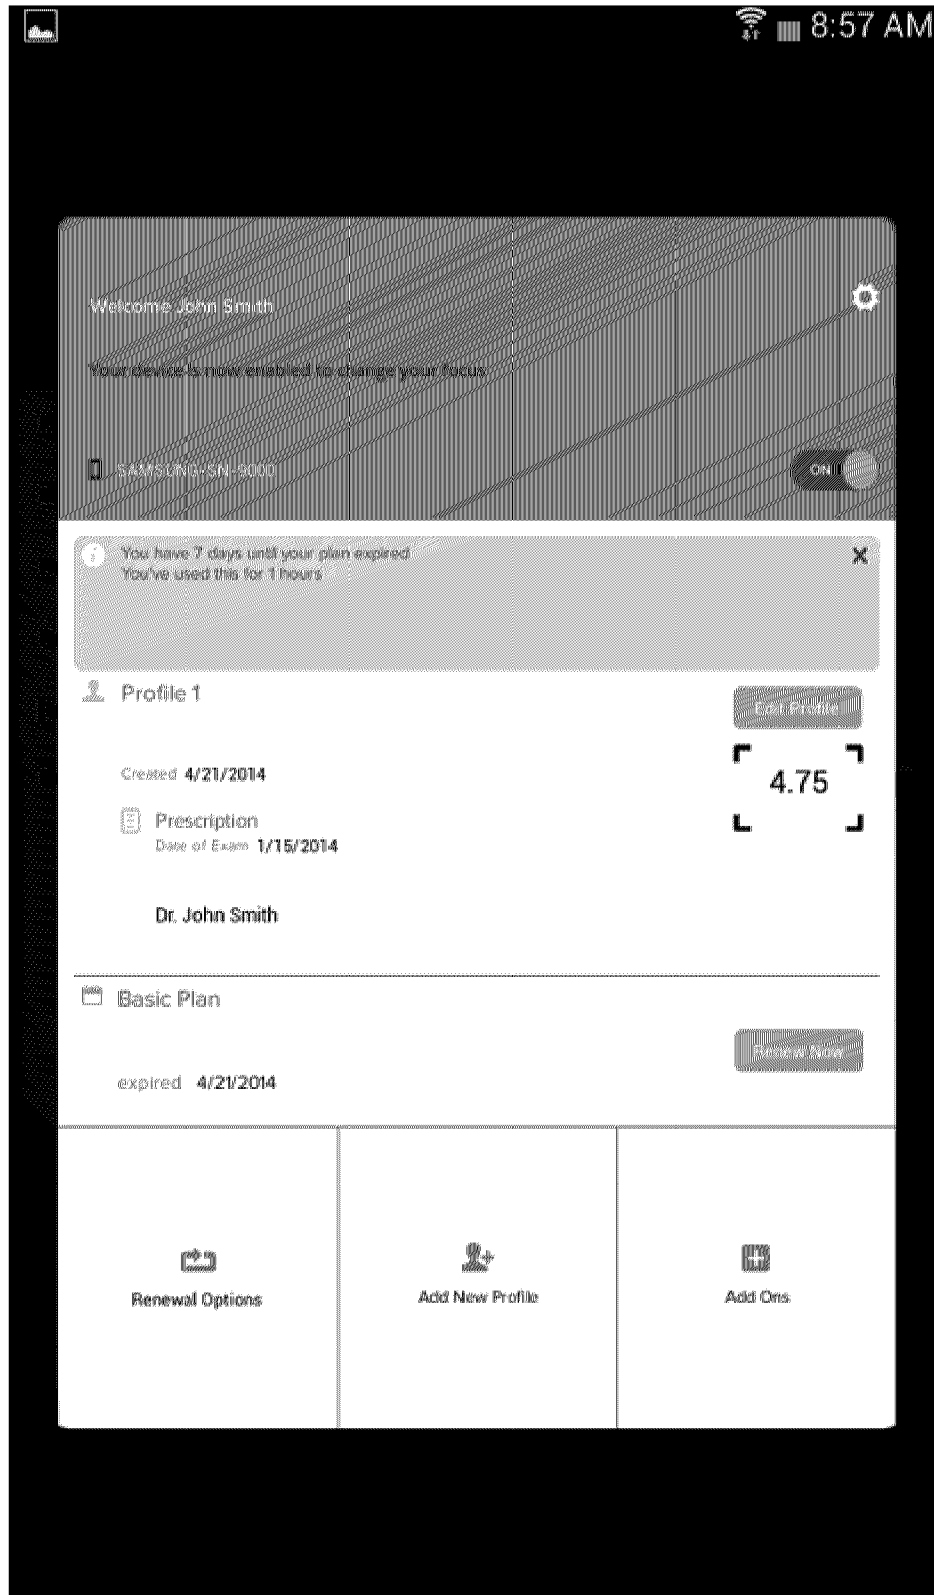 8:57 AM
Welcome John Smith
Your device is now enabled to change your focus
SAMSUNG-SN-9000
ON
You have 7 days until your plan expired
You've used this for 1 hours
Profile 1
Edit Profile
Created 4/21/2014
4.75
Prescription
Date of Exam 1/15/2014
Dr. John Smith
Basic Plan
Renew Now
expired 4/21/2014
Renewal Options
Add New Profile
Add Ons